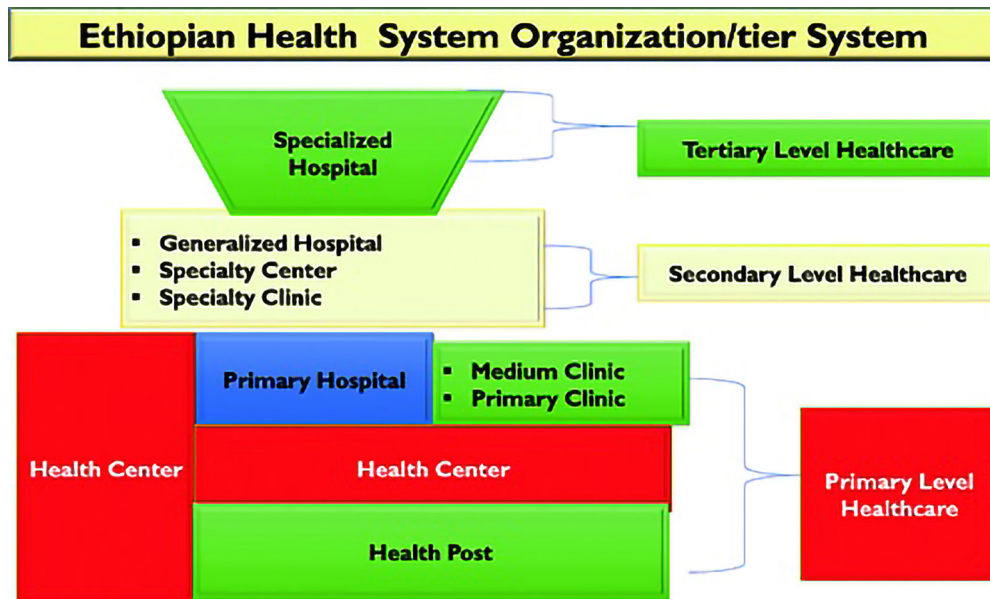 Ethiopian Health System Organization/tier System
Specialized
Hospital
Tertiary Level Healthcare
▪ Generalized Hospital
▪ Specialty Center
▪ Specialty Clinic
Secondary Level Healthcare
Health Center
Primary Hospital
▪ Medium Clinic
▪ Primary Clinic
Health Center
Health Post
Primary Level
Healthcare